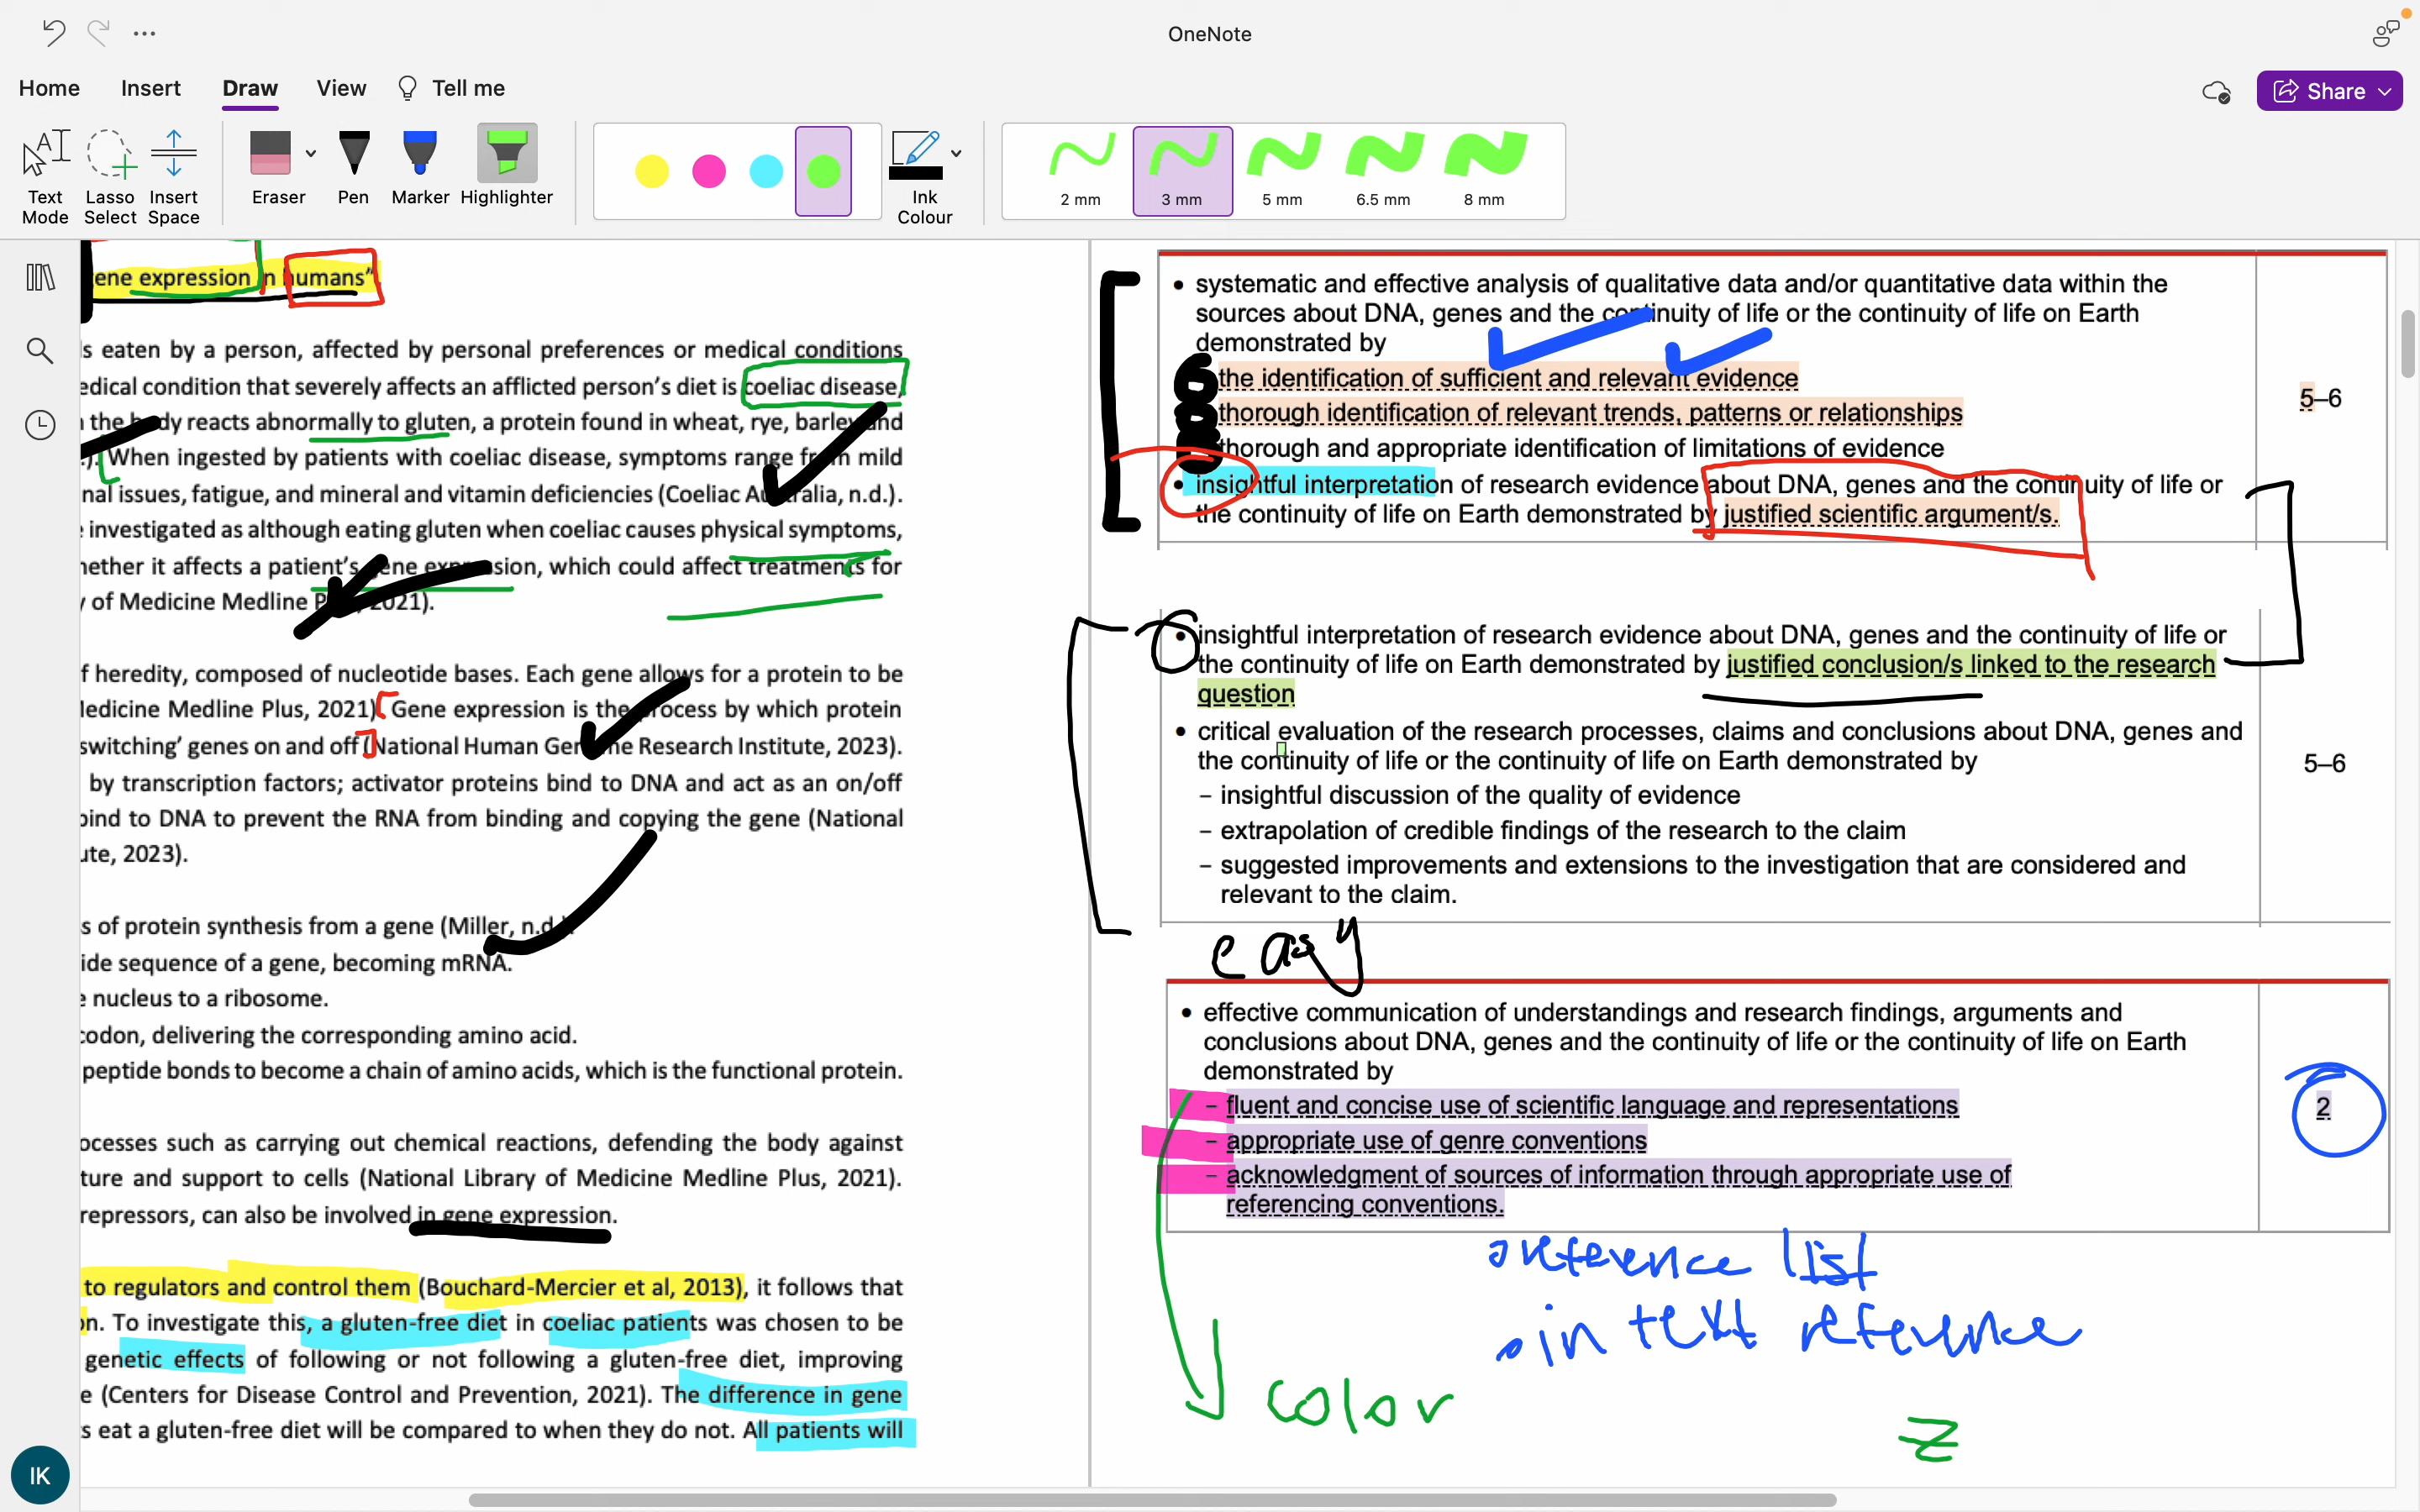 OneNote
Home Insert Draw View Tell me
Share
Text Mode
Lasso Select
Insert Space
Eraser
Pen
Marker
Highlighter
Ink Colour
2 mm
3 mm
5 mm
6.5 mm
8 mm
ene expression in humans"
s eaten by a person, affected by personal preferences or medical conditions
edical condition that severely affects an afflicted person's diet is coeliac disease,
the body reacts abnormally to gluten, a protein found in wheat, rye, barley and
.). When ingested by patients with coeliac disease, symptoms range from mild
nal issues, fatigue, and mineral and vitamin deficiencies (Coeliac Australia, n.d.).
investigated as although eating gluten when coeliac causes physical symptoms,
hether it affects a patient's gene expression, which could affect treatments for
y of Medicine Medline Plus, 2021).
f heredity, composed of nucleotide bases. Each gene allows for a protein to be
Medicine Medline Plus, 2021). Gene expression is the process by which protein
switching' genes on and off (National Human Genome Research Institute, 2023).
by transcription factors; activator proteins bind to DNA and act as an on/off
bind to DNA to prevent the RNA from binding and copying the gene (National
ute, 2023).
s of protein synthesis from a gene (Miller, n.d.
ide sequence of a gene, becoming mRNA.
e nucleus to a ribosome.
codon, delivering the corresponding amino acid.
peptide bonds to become a chain of amino acids, which is the functional protein.
ocesses such as carrying out chemical reactions, defending the body against
ture and support to cells (National Library of Medicine Medline Plus, 2021).
repressors, can also be involved in gene expression.
to regulators and control them (Bouchard-Mercier et al, 2013), it follows that
on. To investigate this, a gluten-free diet in coeliac patients was chosen to be
genetic effects of following or not following a gluten-free diet, improving
e (Centers for Disease Control and Prevention, 2021). The difference in gene
s eat a gluten-free diet will be compared to when they do not. All patients will
IK
• systematic and effective analysis of qualitative data and/or quantitative data within the
sources about DNA, genes and the continuity of life or the continuity of life on Earth
demonstrated by
the identification of sufficient and relevant evidence
thorough identification of relevant trends, patterns or relationships
thorough and appropriate identification of limitations of evidence
• insightful interpretation of research evidence about DNA, genes and the continuity of life or
the continuity of life on Earth demonstrated by justified scientific argument/s.
5–6
• insightful interpretation of research evidence about DNA, genes and the continuity of life or
the continuity of life on Earth demonstrated by justified conclusion/s linked to the research
question
• critical evaluation of the research processes, claims and conclusions about DNA, genes and
the continuity of life or the continuity of life on Earth demonstrated by
– insightful discussion of the quality of evidence
– extrapolation of credible findings of the research to the claim
– suggested improvements and extensions to the investigation that are considered and
relevant to the claim.
5–6
easy
• effective communication of understandings and research findings, arguments and
conclusions about DNA, genes and the continuity of life or the continuity of life on Earth
demonstrated by
– fluent and concise use of scientific language and representations
– appropriate use of genre conventions
– acknowledgment of sources of information through appropriate use of
referencing conventions.
2
reference list
in text reference
color